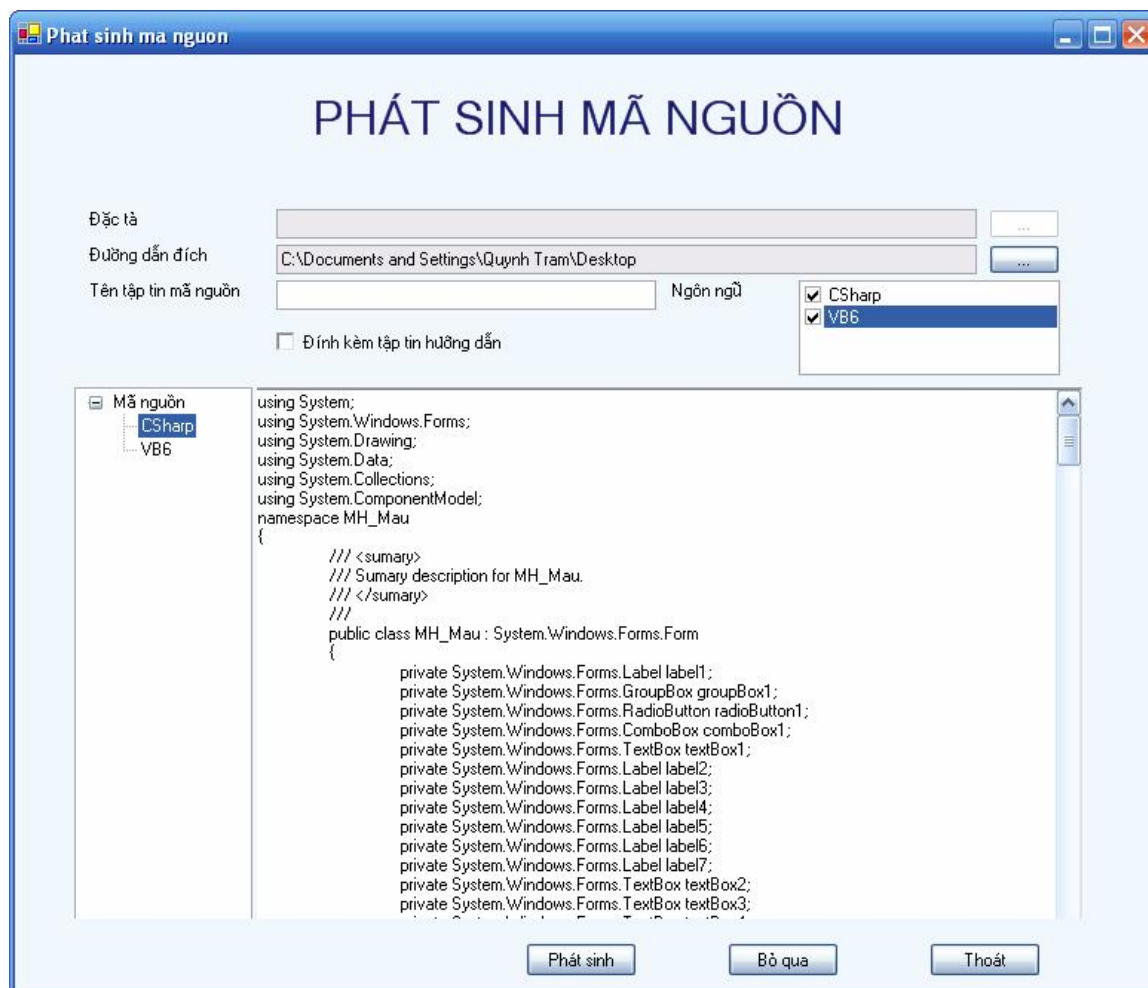 Phat sinh ma nguon
PHÁT SINH MÃ NGUỒN
Đặc tả
...
Đường dẫn đích
C:\Documents and Settings\Quynh Tram\Desktop
...
Tên tập tin mã nguồn
Ngôn ngữ
CSharp
VB6
Đính kèm tập tin hướng dẫn
Mã nguồn
CSharp
VB6
using System;
using System.Windows.Forms;
using System.Drawing;
using System.Data;
using System.Collections;
using System.ComponentModel;
namespace MH_Mau
{
/// <sumary>
/// Sumary description for MH_Mau.
/// </sumary>
///
public class MH_Mau : System.Windows.Forms.Form
{
private System.Windows.Forms.Label label1;
private System.Windows.Forms.GroupBox groupBox1;
private System.Windows.Forms.RadioButton radioButton1;
private System.Windows.Forms.ComboBox comboBox1;
private System.Windows.Forms.TextBox textBox1;
private System.Windows.Forms.Label label2;
private System.Windows.Forms.Label label3;
private System.Windows.Forms.Label label4;
private System.Windows.Forms.Label label5;
private System.Windows.Forms.Label label6;
private System.Windows.Forms.Label label7;
private System.Windows.Forms.TextBox textBox2;
private System.Windows.Forms.TextBox textBox3;
Phát sinh
Bỏ qua
Thoát